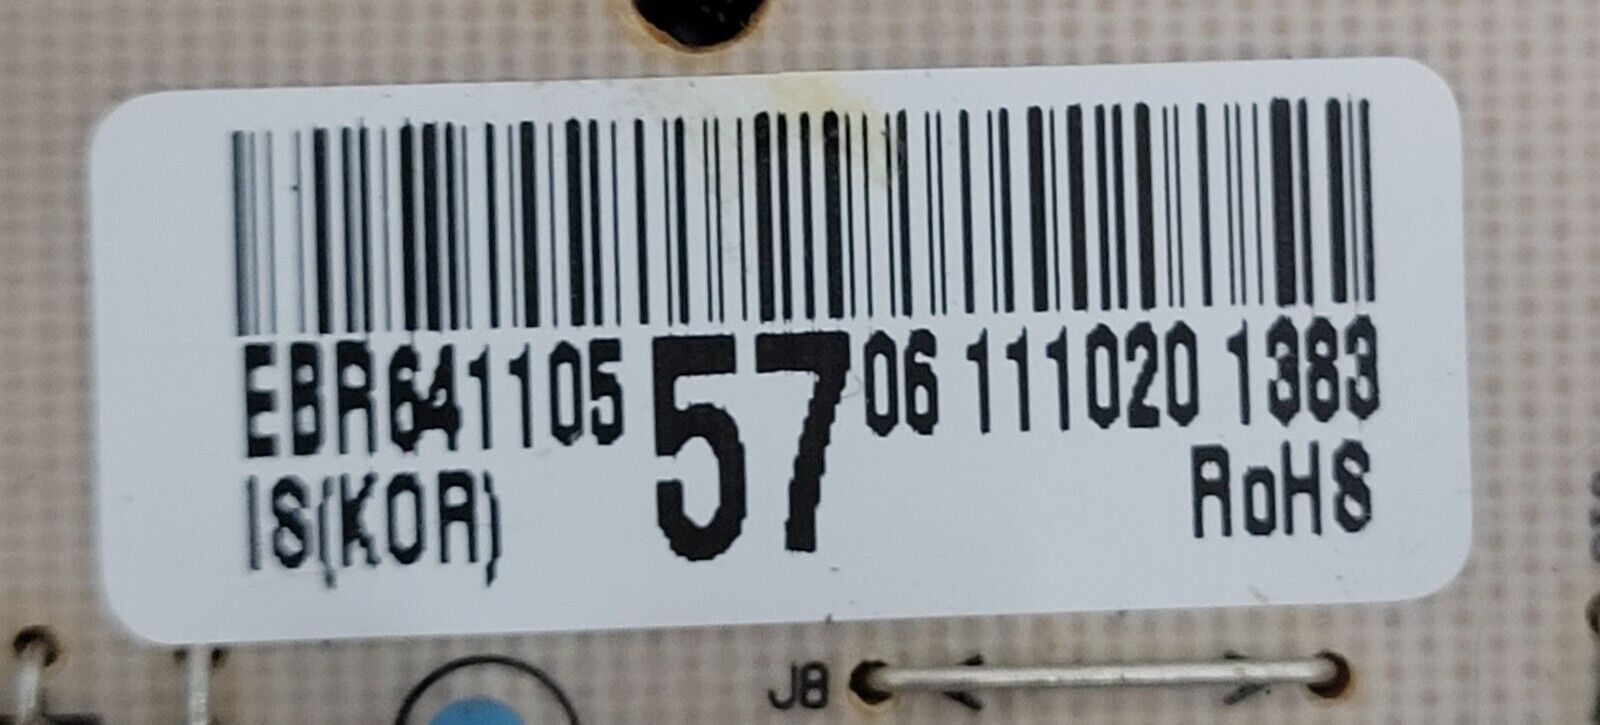 EBR641105 57 06 111020 1383
IS(KOR) RoHS
J8